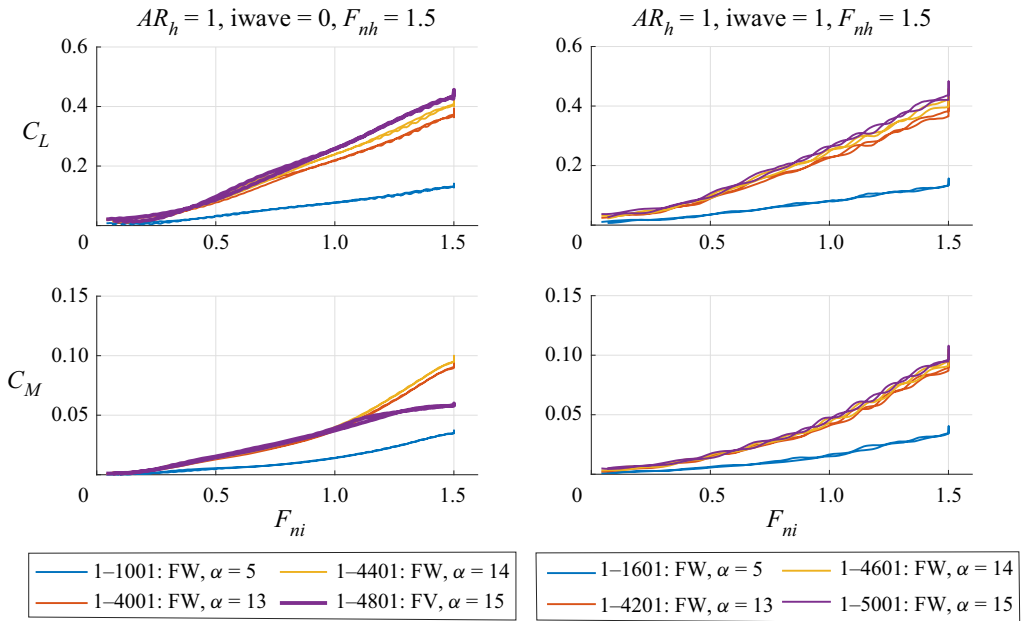 AR_h = 1, iwave = 0, F_nh = 1.5
AR_h = 1, iwave = 1, F_nh = 1.5
0.6
0.4
C_L
0.2
0 0.5 1.0 1.5
0.6
0.4
0.2
0 0.5 1.0 1.5
0.15
0.10
C_M
0.05
0 0.5 1.0 1.5
F_ni
0.15
0.10
0.05
0 0.5 1.0 1.5
F_ni
1–1001: FW, α = 5 1–4401: FW, α = 14
1–4001: FW, α = 13 1–4801: FV, α = 15
1–1601: FW, α = 5 1–4601: FW, α = 14
1–4201: FW, α = 13 1–5001: FW, α = 15